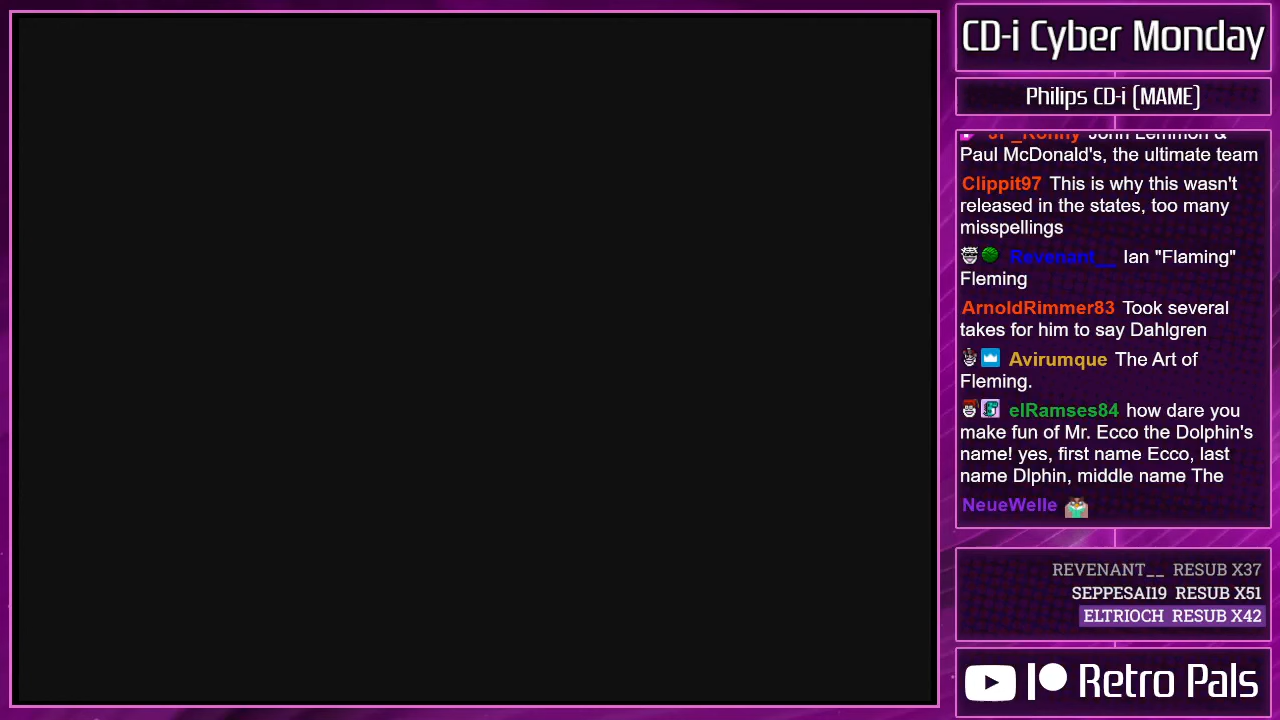 CD-i Cyber Monday
Philips CD-i [MAME]
JP_Ronny John Lemmon &
Paul McDonald's, the ultimate team
Clippit97 This is why this wasn't
released in the states, too many
misspellings
Revenant__ Ian "Flaming"
Fleming
ArnoldRimmer83 Took several
takes for him to say Dahlgren
Avirumque The Art of
Fleming.
elRamses84 how dare you
make fun of Mr. Ecco the Dolphin's
name! yes, first name Ecco, last
name Dlphin, middle name The
NeueWelle
REVENANT__ RESUB X37
SEPPESAI19 RESUB X51
ELTRIOCH RESUB X42
Retro Pals